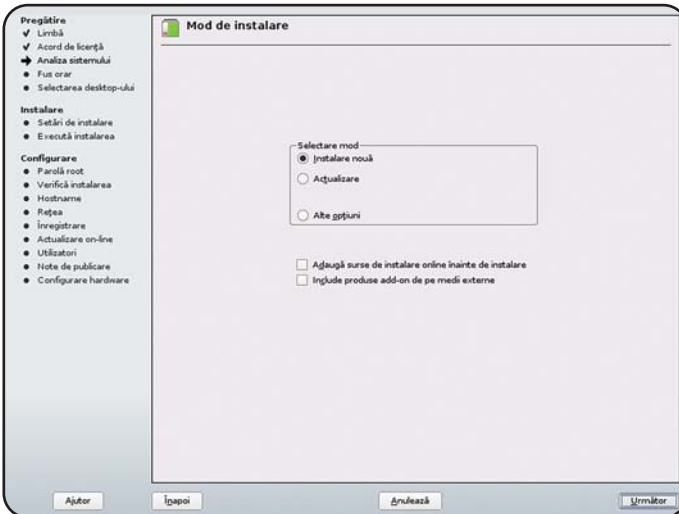 Pregătire
Limbă
Acord de licență
Analiza sistemului
Fus orar
Selectarea desktop-ului
Instalare
Setări de instalare
Execută instalarea
Configurare
Parolă root
Verifică instalarea
Hostname
Rețea
Înregistrare
Actualizare on-line
Utilizatori
Note de publicare
Configurare hardware
Mod de instalare
Selectare mod
Instalare nouă
Actualizare
Alte opțiuni
Adaugă surse de instalare online înainte de instalare
Include produse add-on de pe medii externe
Ajutor
Înapoi
Anulează
Următor